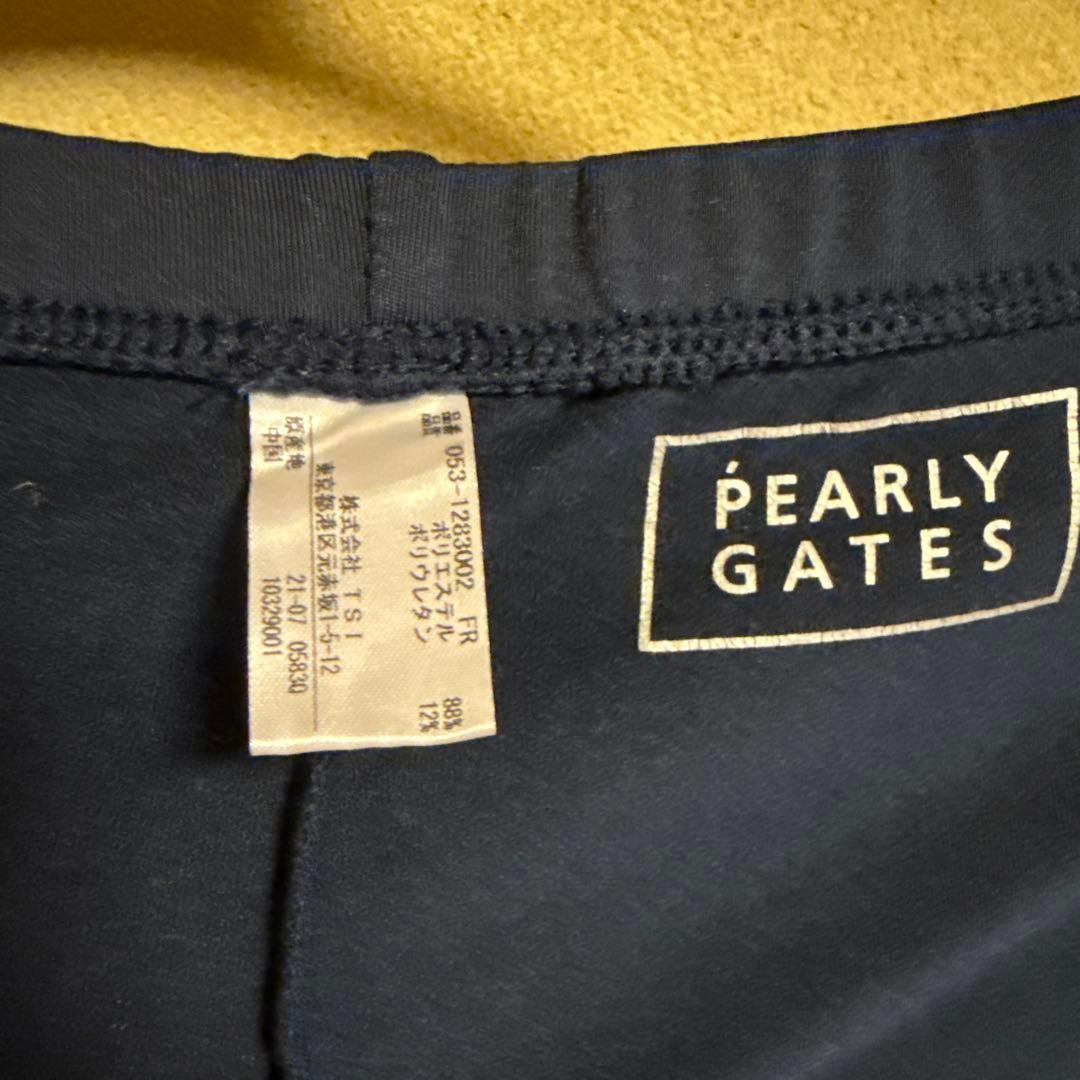 品番 053-1283002 FR
品質 ポリエステル 88%
ポリウレタン 12%
株式会社 TSI
東京都港区元赤坂1-5-12
原産地 21-07 05830
中国 10329001
PEARLY
GATES